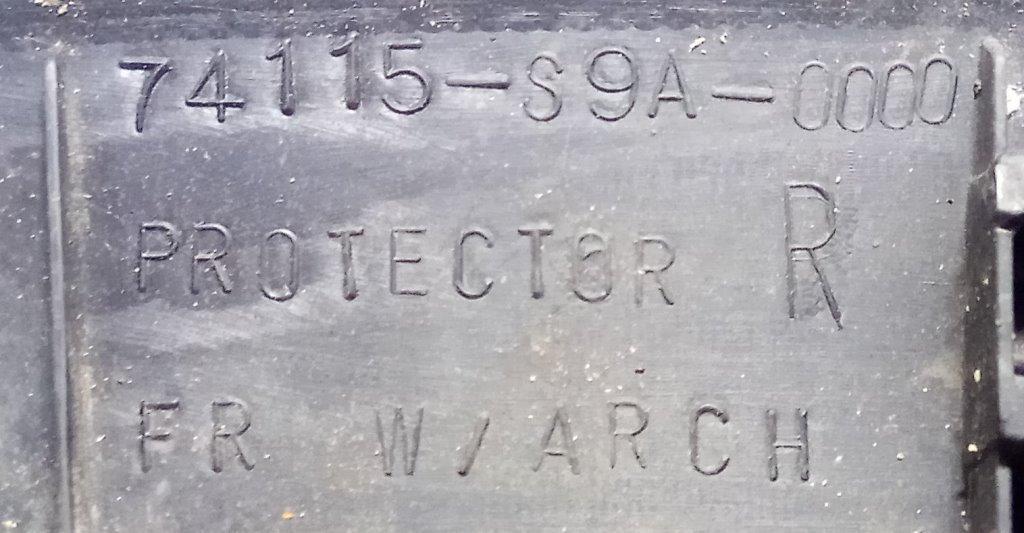 74115-S9A-0000
PROTECTOR R
FR W/ARCH